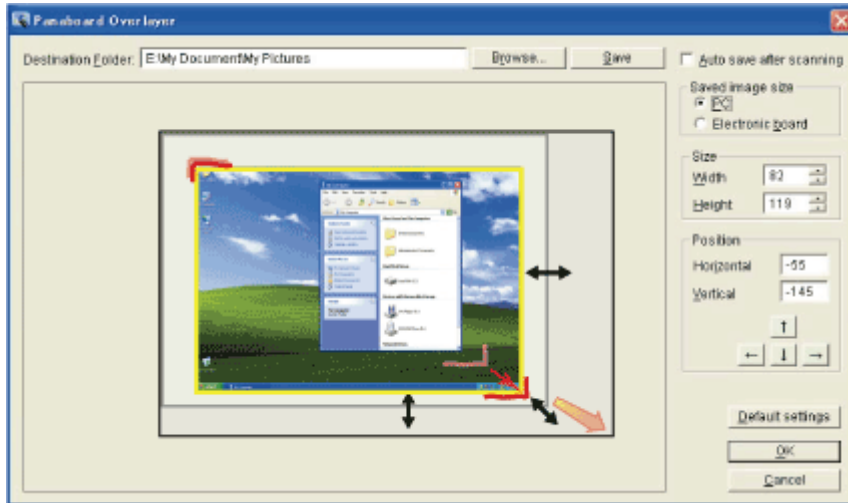 Panaboard Overlayer
Destination Folder: E:\My Document\My Pictures Browse... Save
Auto save after scanning
Saved image size
PC
Electronic board
Size
Width 82
Height 119
Position
Horizontal -55
Vertical -145
Default settings
OK
Cancel